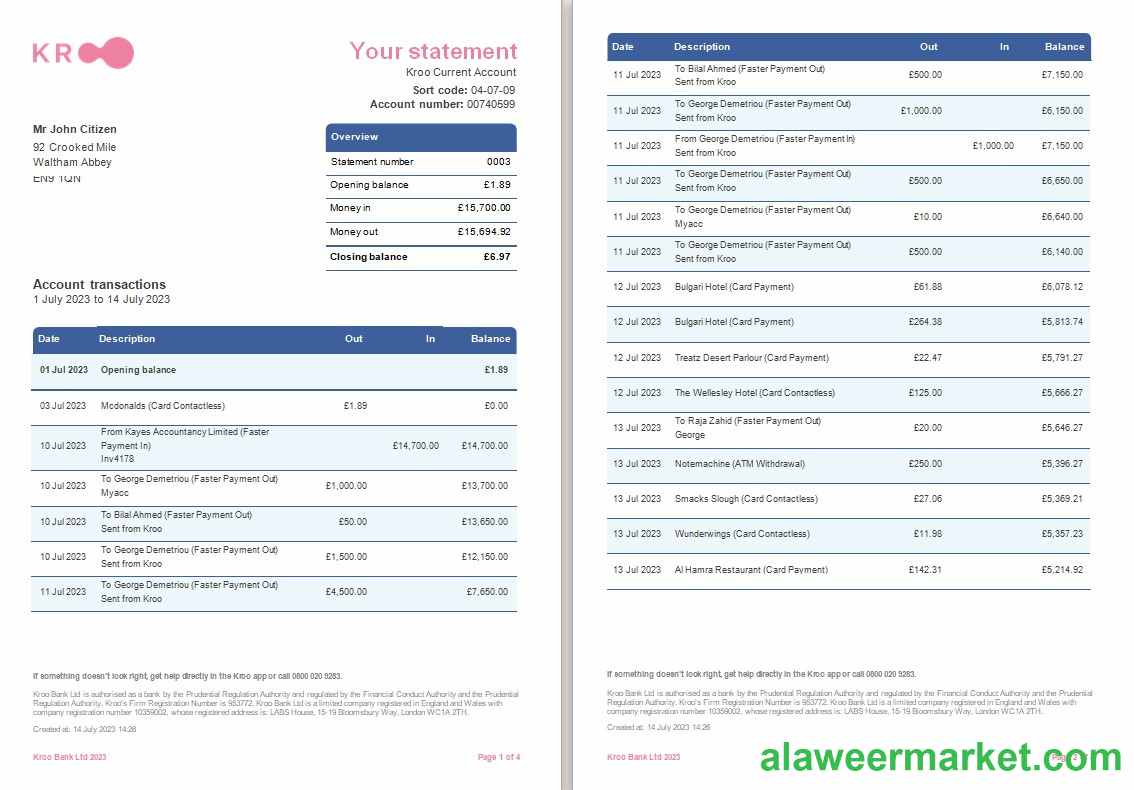 KR
Your statement
Kroo Current Account
Sort code: 04-07-09
Account number: 00740599
Mr John Citizen
92 Crooked Mile
Waltham Abbey
EN9 1QN
Overview
Statement number 0003
Opening balance £1.89
Money in £15,700.00
Money out £15,694.92
Closing balance £6.97
Account transactions
1 July 2023 to 14 July 2023
Date Description Out In Balance
01 Jul 2023 Opening balance £1.89
03 Jul 2023 Mcdonalds (Card Contactless) £1.89 £0.00
From Kayes Accountancy Limited (Faster
10 Jul 2023 Payment In) £14,700.00 £14,700.00
Inv4178
To George Demetriou (Faster Payment Out)
10 Jul 2023 £1,000.00 £13,700.00
Myacc
To Bilal Ahmed (Faster Payment Out)
10 Jul 2023 £50.00 £13,650.00
Sent from Kroo
To George Demetriou (Faster Payment Out)
10 Jul 2023 £1,500.00 £12,150.00
Sent from Kroo
To George Demetriou (Faster Payment Out)
11 Jul 2023 £4,500.00 £7,650.00
Sent from Kroo
If something doesn't look right, get help directly in the Kroo app or call 0800 020 9283.
Kroo Bank Ltd is authorised as a bank by the Prudential Regulation Authority and regulated by the Financial Conduct Authority and the Prudential
Regulation Authority. Kroo's Firm Registration Number is 953772. Kroo Bank Ltd is a limited company registered in England and Wales with
company registration number 10359002, whose registered address is: LABS House, 15-19 Bloomsbury Way, London WC1A 2TH.
Created at: 14 July 2023 14:26
Kroo Bank Ltd 2023 Page 1 of 4
Date Description Out In Balance
To Bilal Ahmed (Faster Payment Out)
11 Jul 2023 £500.00 £7,150.00
Sent from Kroo
To George Demetriou (Faster Payment Out)
11 Jul 2023 £1,000.00 £6,150.00
Sent from Kroo
From George Demetriou (Faster Payment In)
11 Jul 2023 £1,000.00 £7,150.00
Sent from Kroo
To George Demetriou (Faster Payment Out)
11 Jul 2023 £500.00 £6,650.00
Sent from Kroo
To George Demetriou (Faster Payment Out)
11 Jul 2023 £10.00 £6,640.00
Myacc
To George Demetriou (Faster Payment Out)
11 Jul 2023 £500.00 £6,140.00
Sent from Kroo
12 Jul 2023 Bulgari Hotel (Card Payment) £61.88 £6,078.12
12 Jul 2023 Bulgari Hotel (Card Payment) £264.38 £5,813.74
12 Jul 2023 Treatz Desert Parlour (Card Payment) £22.47 £5,791.27
12 Jul 2023 The Wellesley Hotel (Card Contactless) £125.00 £5,666.27
To Raja Zahid (Faster Payment Out)
13 Jul 2023 £20.00 £5,646.27
George
13 Jul 2023 Notemachine (ATM Withdrawal) £250.00 £5,396.27
13 Jul 2023 Smacks Slough (Card Contactless) £27.06 £5,369.21
13 Jul 2023 Wunderwings (Card Contactless) £11.98 £5,357.23
13 Jul 2023 Al Hamra Restaurant (Card Payment) £142.31 £5,214.92
If something doesn't look right, get help directly in the Kroo app or call 0800 020 9283.
Kroo Bank Ltd is authorised as a bank by the Prudential Regulation Authority and regulated by the Financial Conduct Authority and the Prudential
Regulation Authority. Kroo's Firm Registration Number is 953772. Kroo Bank Ltd is a limited company registered in England and Wales with
company registration number 10359002, whose registered address is: LABS House, 15-19 Bloomsbury Way, London WC1A 2TH.
Created at: 14 July 2023 14:26
Kroo Bank Ltd 2023
alaweermarket.com